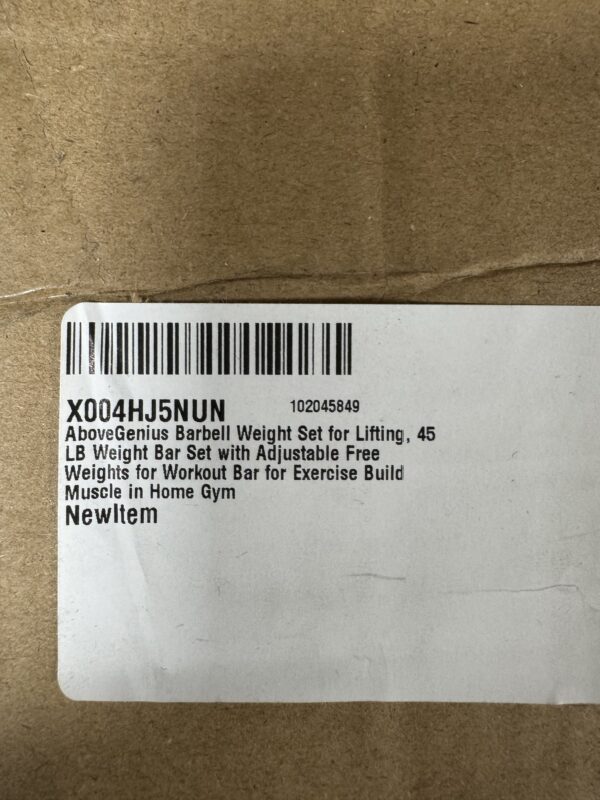 X004HJ5NUN 102045849
AboveGenius Barbell Weight Set for Lifting, 45
LB Weight Bar Set with Adjustable Free
Weights for Workout Bar for Exercise Build
Muscle in Home Gym
NewItem